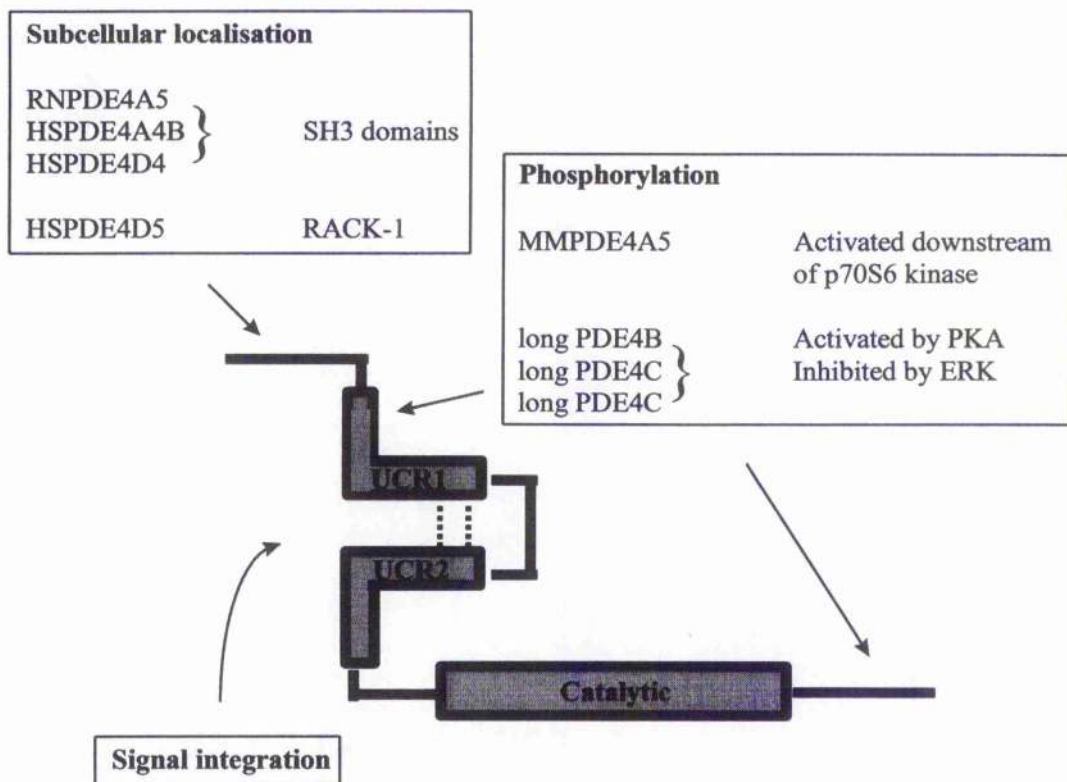 Subcellular localisation
RNPDE4A5
HSPDE4A4B } SH3 domains
HSPDE4D4
HSPDE4D5 RACK-1
Phosphorylation
MMPDE4A5 Activated downstream
of p70S6 kinase
long PDE4B Activated by PKA
long PDE4C } Inhibited by ERK
long PDE4C
UCR1
UCR2
Catalytic
Signal integration